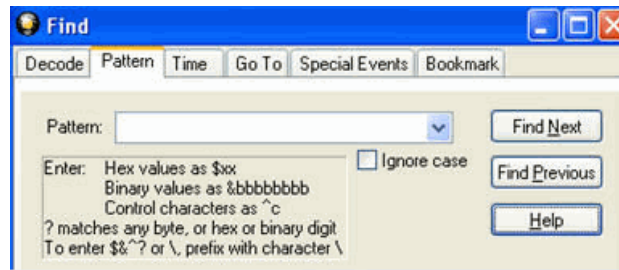 Find
Decode Pattern Time Go To Special Events Bookmark
Pattern: Find Next
Ignore case
Enter: Hex values as $xx
Binary values as &bbbbbbbb
Control characters as ^c
? matches any byte, or hex or binary digit
To enter $&^? or \, prefix with character \
Find Previous
Help